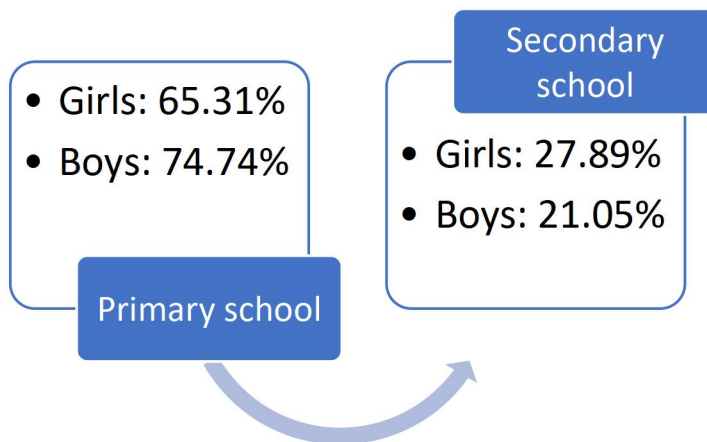 • Girls: 65.31%
• Boys: 74.74%
Primary school
Secondary
school
• Girls: 27.89%
• Boys: 21.05%